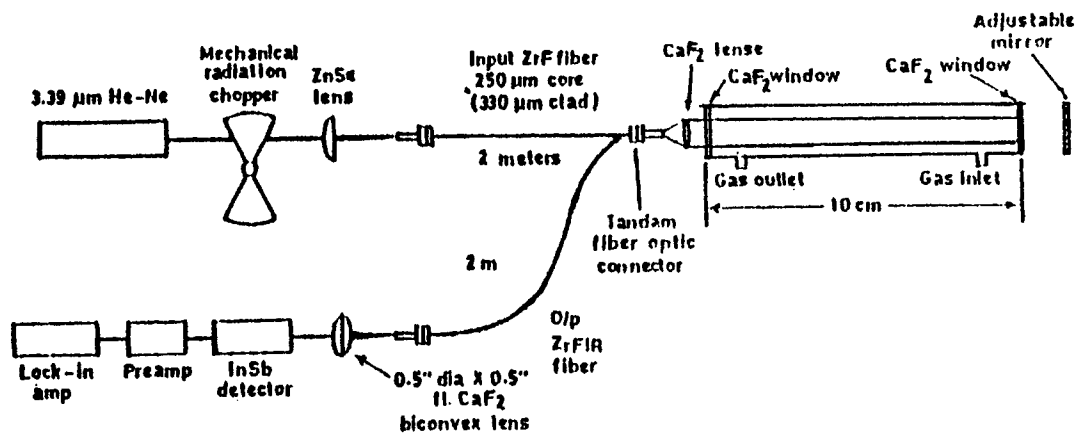 Adjustable
mirror
Mechanical
radiation
chopper
ZnSe
lens
Input ZrF fiber
250 µm core
(330 µm clad)
CaF2 lense
CaF2 window
CaF2 window
3.39 µm He-Ne
2 meters
Gas outlet
Gas inlet
10 cm
Tandam
fiber optic
connector
2 m
O/p
ZrFIR
fiber
Lock-in
amp
Preamp
InSb
detector
0.5" dia X 0.5"
fl. CaF2
biconvex lens